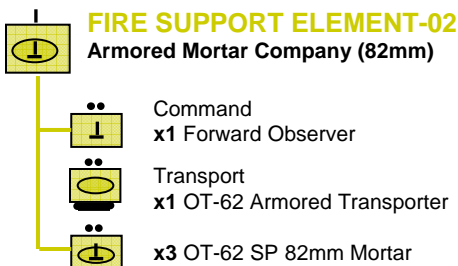 FIRE SUPPORT ELEMENT-02
Armored Mortar Company (82mm)
Command
x1 Forward Observer
Transport
x1 OT-62 Armored Transporter
x3 OT-62 SP 82mm Mortar